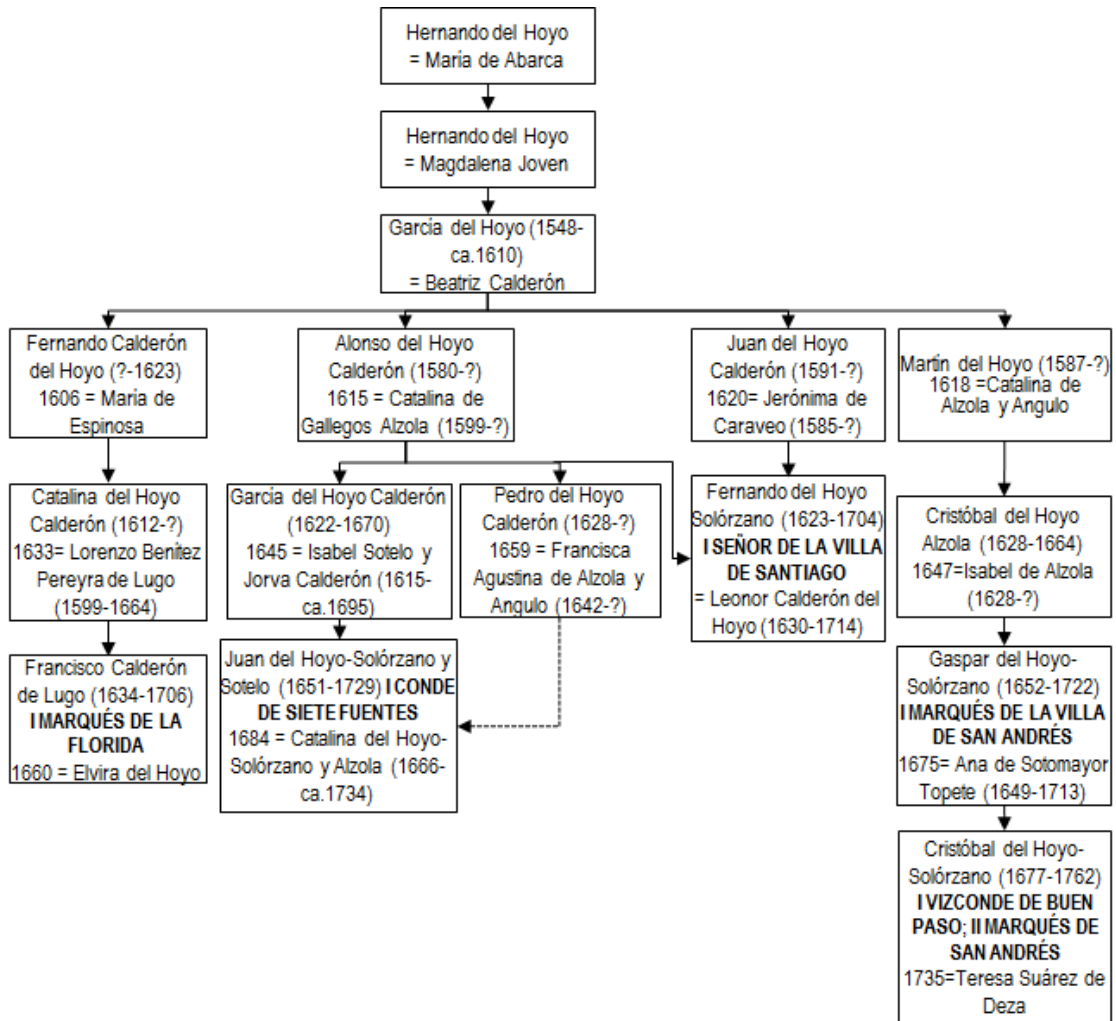 Hernando del Hoyo
= Maria de Abarca
Hernando del Hoyo
= Magdalena Joven
García del Hoyo (1548-
ca.1610)
= Beatriz Calderón
Fernando Calderón
del Hoyo (?-1623)
1606 = Maria de
Espinosa
Alonso del Hoyo
Calderón (1580-?)
1615 = Catalina de
Gallegos Alzola (1599-?)
Juan del Hoyo
Calderón (1591-?)
1620= Jerónima de
Caraveo (1585-?)
Martín del Hoyo (1587-?)
1618 =Catalina de
Alzola y Angulo
Catalina del Hoyo
Calderón (1612-?)
1633= Lorenzo Benítez
Pereyra de Lugo
(1599-1664)
García del Hoyo Calderón
(1622-1670)
1645 = Isabel Sotelo y
Jorva Calderón (1615-
ca.1695)
Pedro del Hoyo
Calderón (1628-?)
1659 = Francisca
Agustina de Alzola y
Angulo (1642-?)
Fernando del Hoyo
Solórzano (1623-1704)
I SEÑOR DE LA VILLA
DE SANTIAGO
= Leonor Calderón del
Hoyo (1630-1714)
Cristóbal del Hoyo
Alzola (1628-1664)
1647=Isabel de Alzola
(1628-?)
Francisco Calderón
de Lugo (1634-1706)
I MARQUÉS DE LA
FLORIDA
1660 = Elvira del Hoyo
Juan del Hoyo-Solórzano y
Sotelo (1651-1729) I CONDE
DE SIETE FUENTES
1684 = Catalina del Hoyo-
Solórzano y Alzola (1666-
ca.1734)
Gaspar del Hoyo-
Solórzano (1652-1722)
I MARQUÉS DE LA VILLA
DE SAN ANDRÉS
1675= Ana de Sotomayor
Topete (1649-1713)
Cristóbal del Hoyo-
Solórzano (1677-1762)
I VIZCONDE DE BUEN
PASO; II MARQUÉS DE
SAN ANDRÉS
1735=Teresa Suárez de
Deza